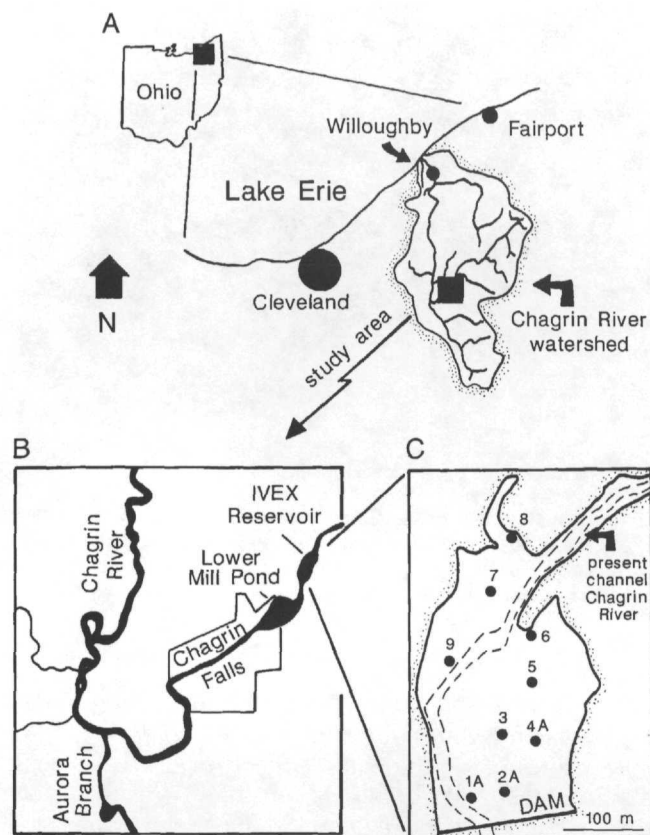 A
Ohio
Willoughby
Fairport
Lake Erie
N
Cleveland
Chagrin River
watershed
study area
B
IVEX
Reservoir
Chagrin
River
Lower
Mill Pond
Chagrin
Falls
Aurora
Branch
C
8
present
channel
Chagrin
River
7
6
9
5
3
4A
1A
2A
DAM
100 m